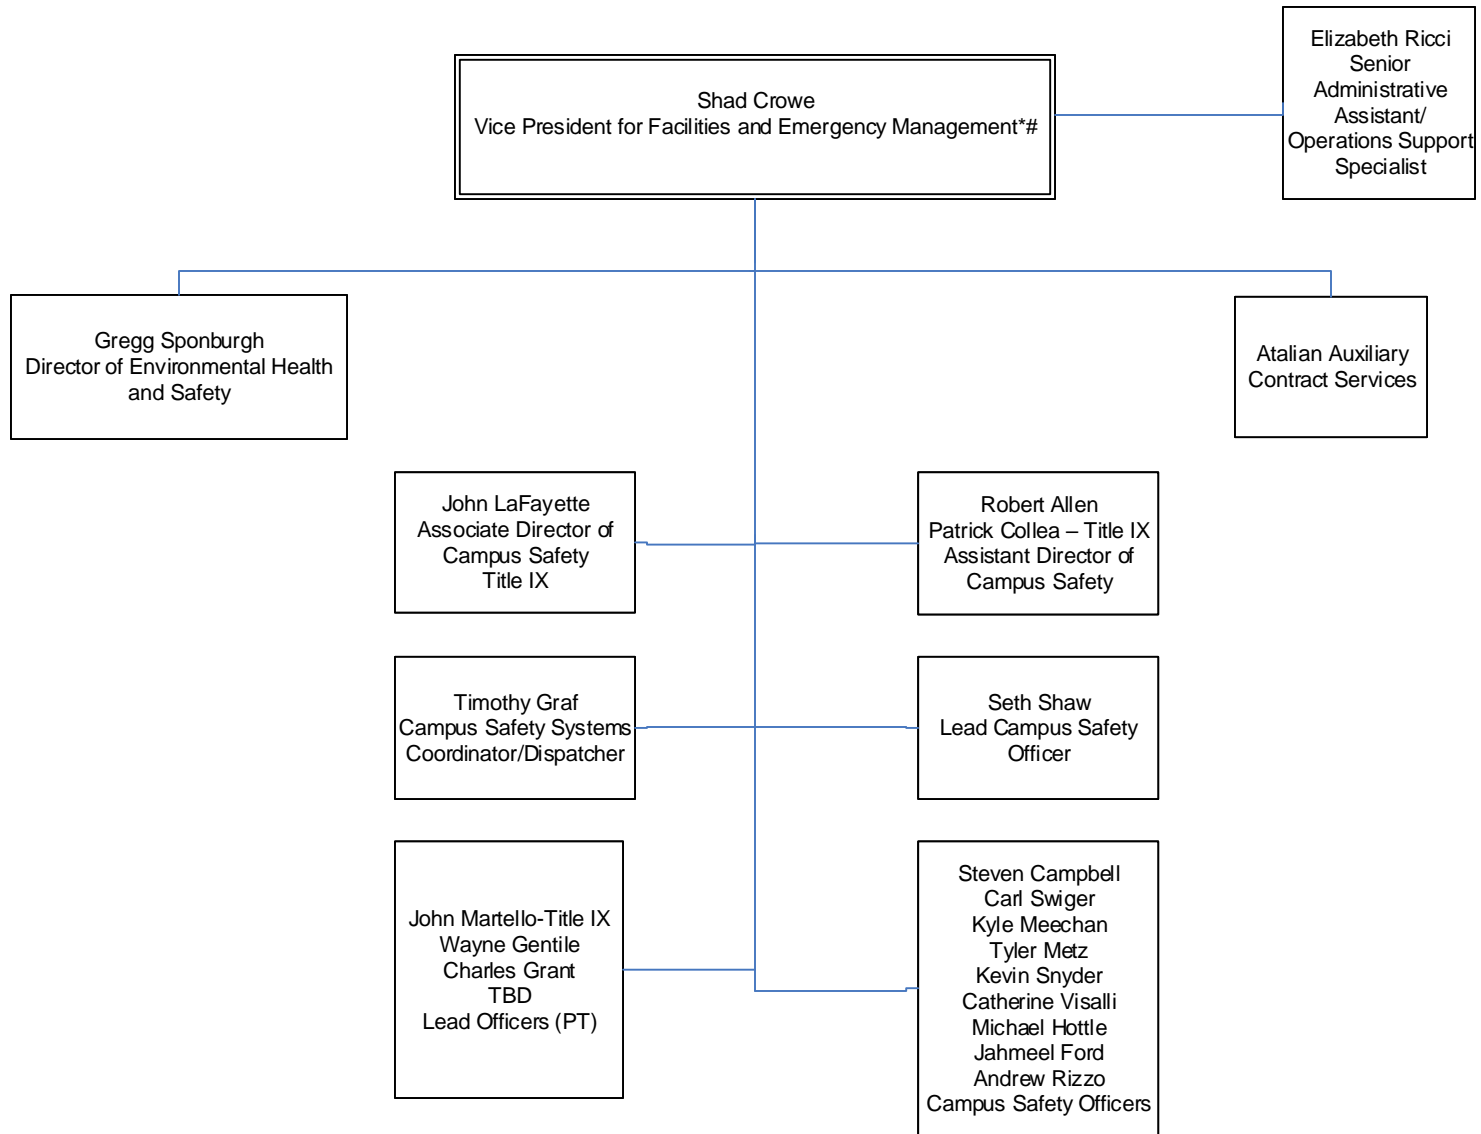 Elizabeth Ricci
Senior
Administrative
Assistant/
Operations Support
Specialist
Shad Crowe
Vice President for Facilities and Emergency Management*#
Gregg Sponburgh
Director of Environmental Health
and Safety
Atalian Auxiliary
Contract Services
John LaFayette
Associate Director of
Campus Safety
Title IX
Robert Allen
Patrick Collea – Title IX
Assistant Director of
Campus Safety
Timothy Graf
Campus Safety Systems
Coordinator/Dispatcher
Seth Shaw
Lead Campus Safety
Officer
John Martello-Title IX
Wayne Gentile
Charles Grant
TBD
Lead Officers (PT)
Steven Campbell
Carl Swiger
Kyle Meechan
Tyler Metz
Kevin Snyder
Catherine Visalli
Michael Hottle
Jahmeel Ford
Andrew Rizzo
Campus Safety Officers